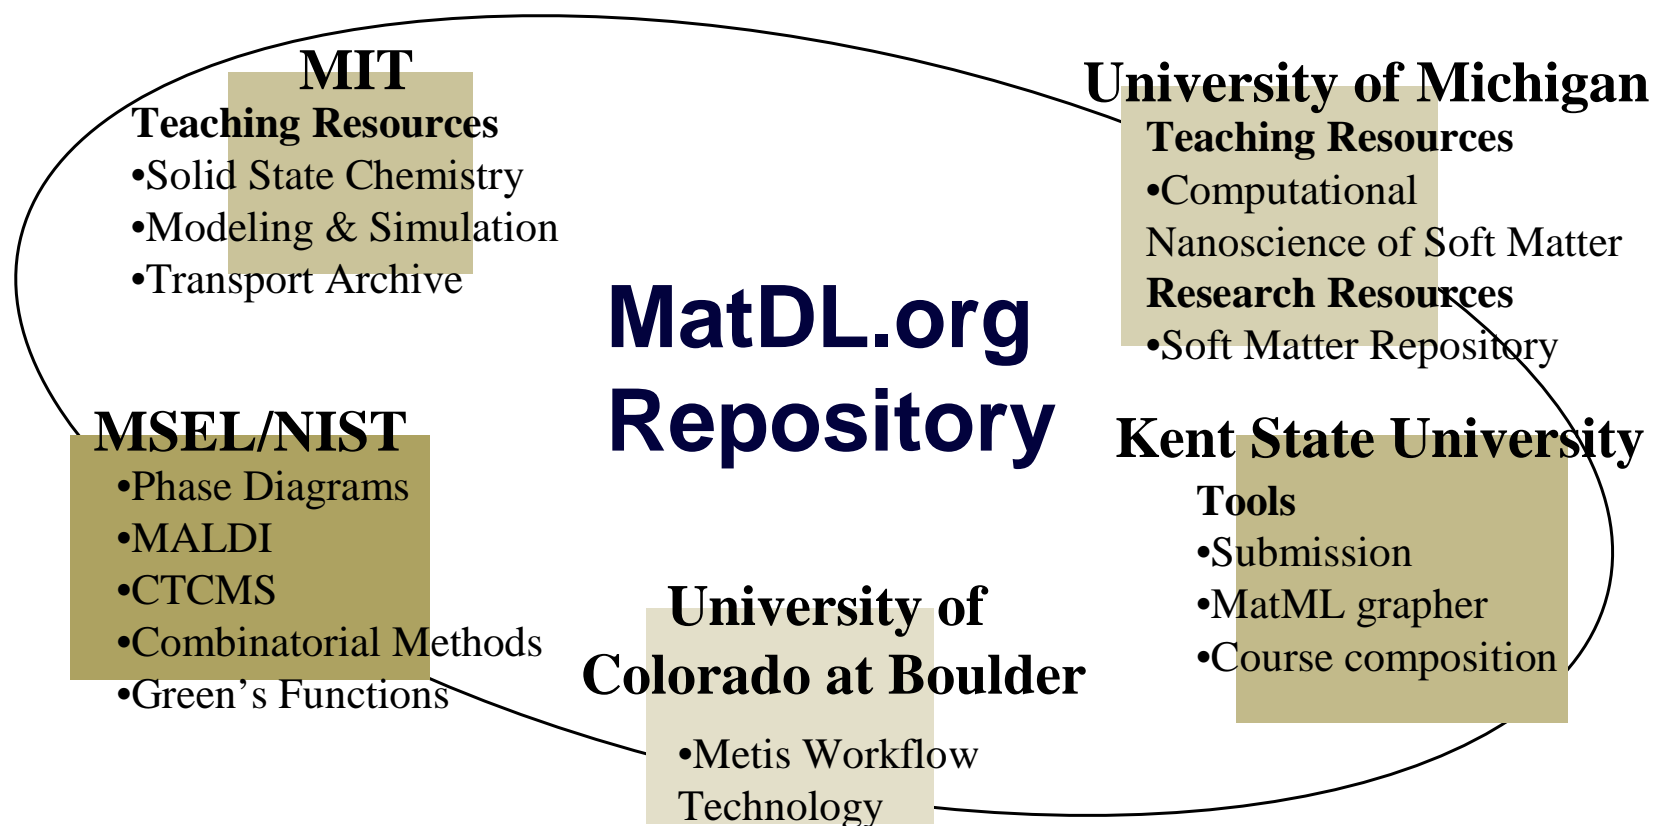 MIT
Teaching Resources
•Solid State Chemistry
•Modeling & Simulation
•Transport Archive
University of Michigan
Teaching Resources
•Computational
Nanoscience of Soft Matter
Research Resources
•Soft Matter Repository
MatDL.org
Repository
MSEL/NIST
•Phase Diagrams
•MALDI
•CTCMS
•Combinatorial Methods
•Green’s Functions
Kent State University
Tools
•Submission
•MatML grapher
•Course composition
University of
Colorado at Boulder
•Metis Workflow
Technology